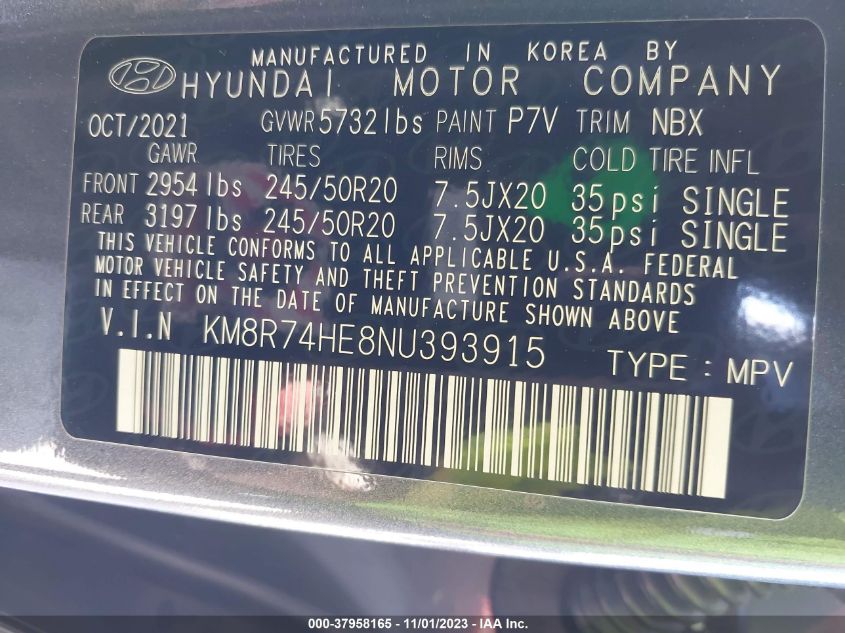 MANUFACTURED IN KOREA BY
HYUNDAI MOTOR COMPANY
OCT/2021 GVWR 5732 lbs PAINT P7V TRIM NBX
GAWR TIRES RIMS COLD TIRE INFL
FRONT 2954 lbs 245/50R20 7.5JX20 35psi SINGLE
REAR 3197 lbs 245/50R20 7.5JX20 35psi SINGLE
THIS VEHICLE CONFORMS TO ALL APPLICABLE U.S.A. FEDERAL
MOTOR VEHICLE SAFETY AND THEFT PREVENTION STANDARDS
IN EFFECT ON THE DATE OF MANUFACTURE SHOWN ABOVE
V.I.N KM8R74HE8NU393915 TYPE : MPV
000-37958165 - 11/01/2023 - IAA Inc.